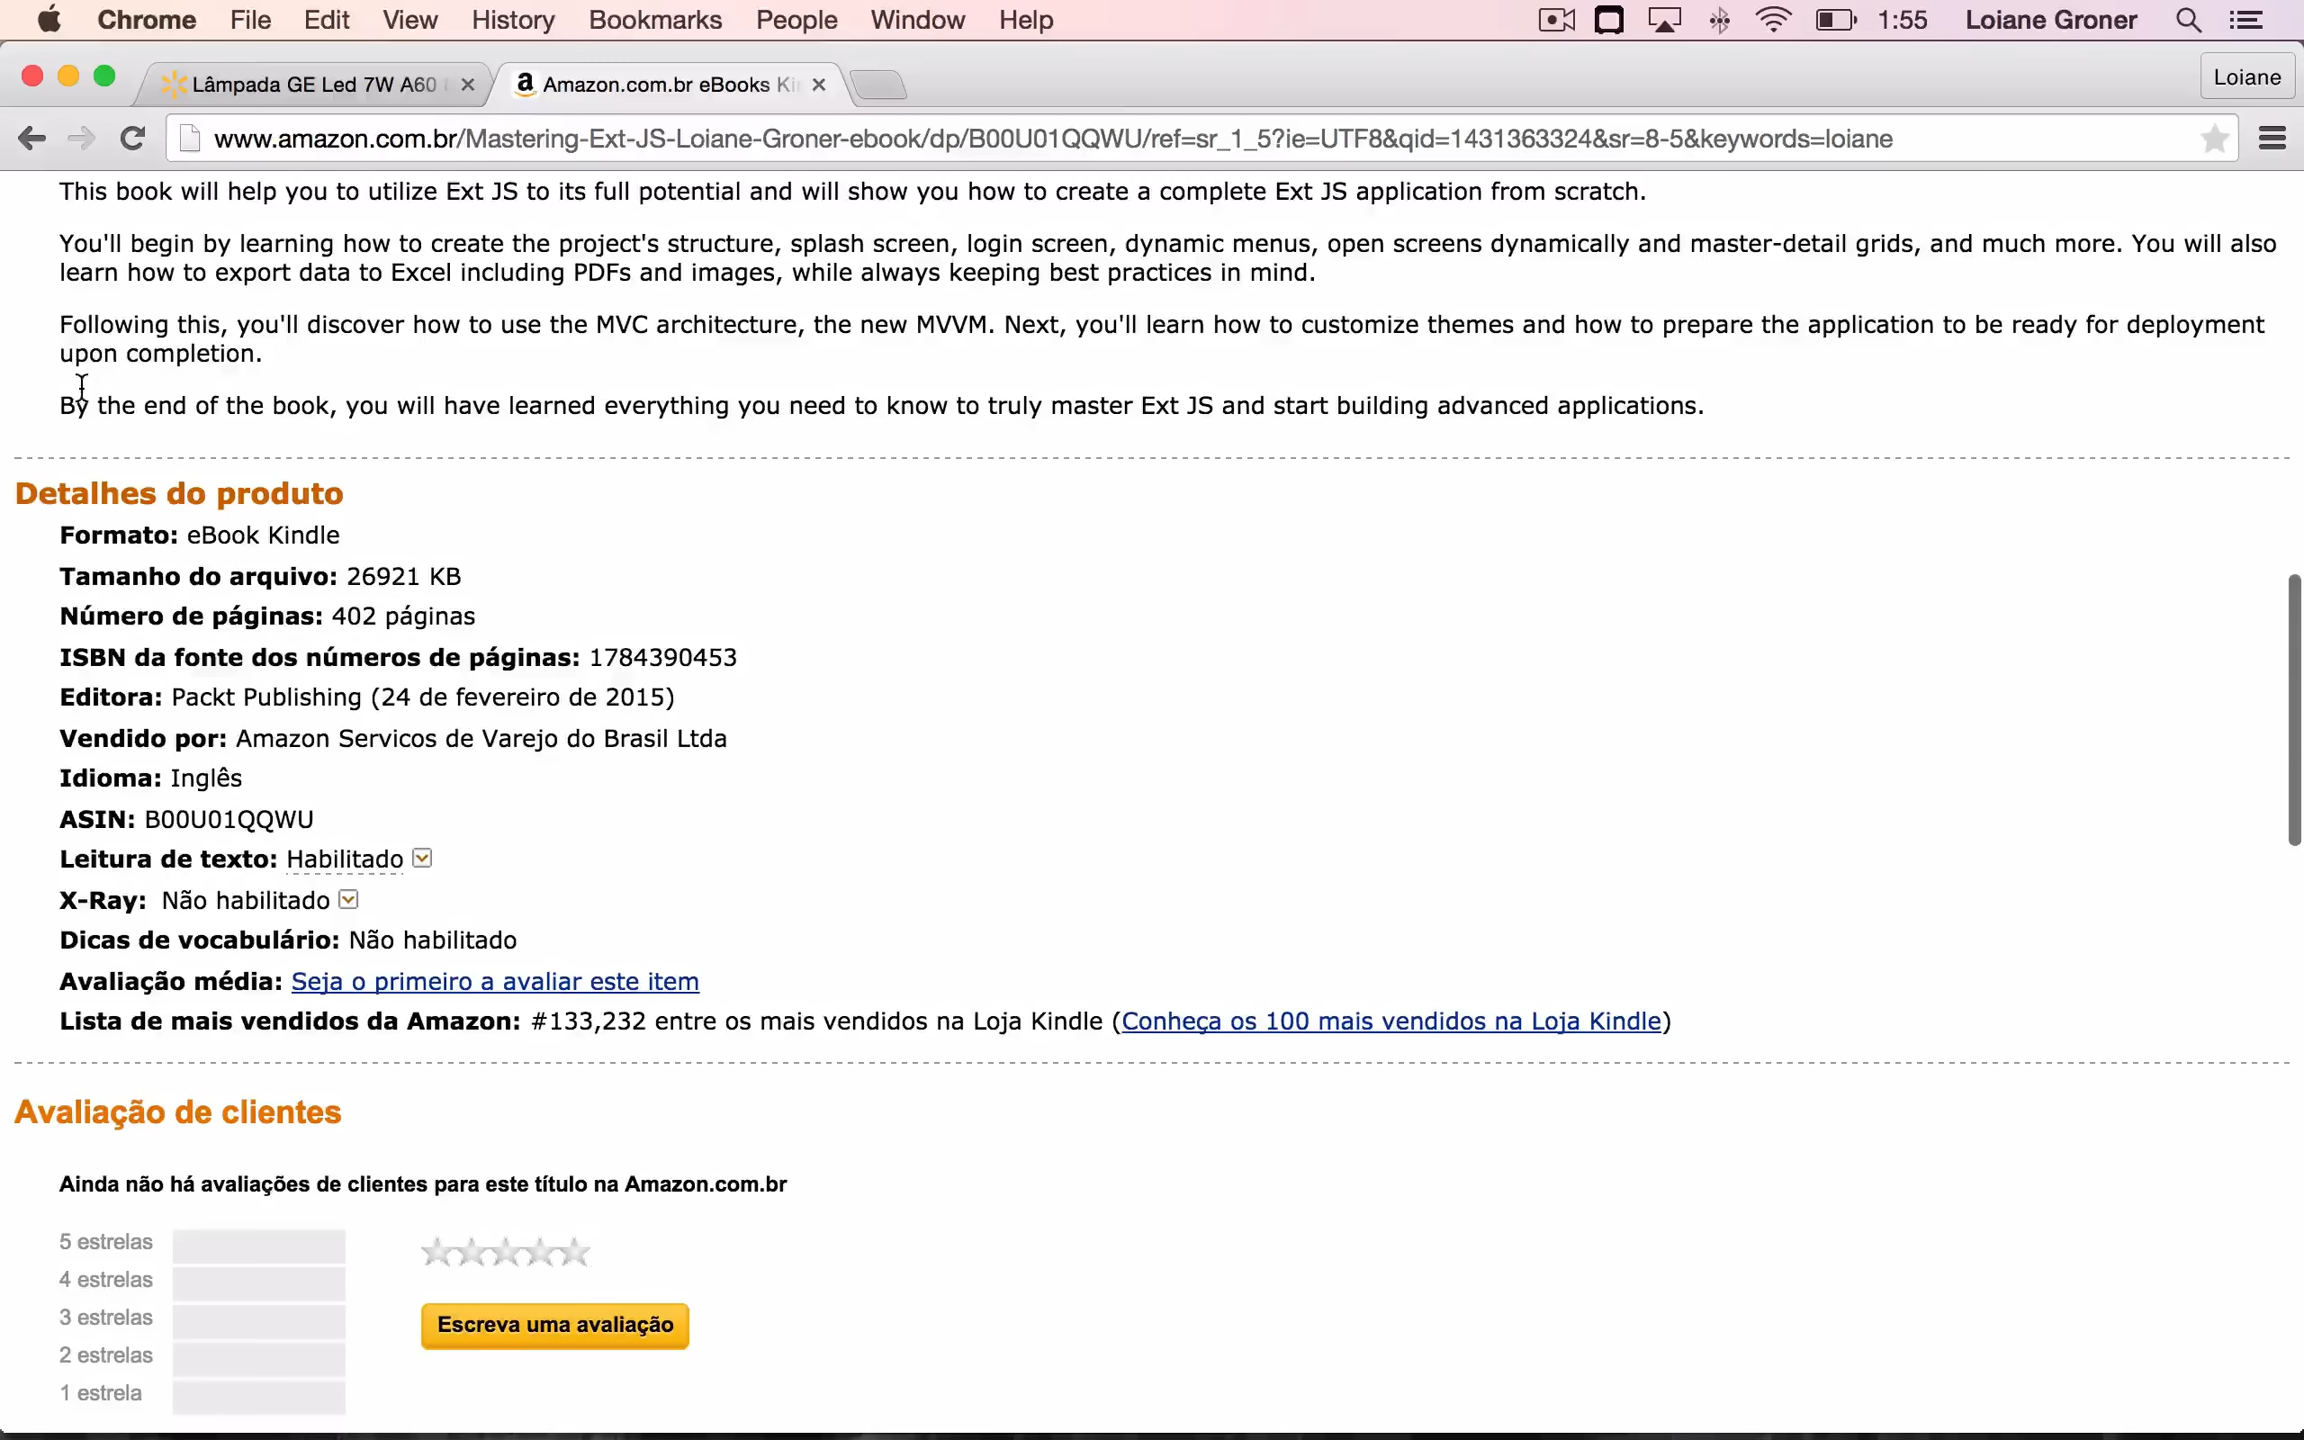 Chrome File Edit View History Bookmarks People Window Help 1:55 Loiane Groner
Lâmpada GE Led 7W A60 Amazon.com.br eBooks Ki Loiane
www.amazon.com.br/Mastering-Ext-JS-Loiane-Groner-ebook/dp/B00U01QQWU/ref=sr_1_5?ie=UTF8&qid=1431363324&sr=8-5&keywords=loiane
This book will help you to utilize Ext JS to its full potential and will show you how to create a complete Ext JS application from scratch.
You'll begin by learning how to create the project's structure, splash screen, login screen, dynamic menus, open screens dynamically and master-detail grids, and much more. You will also
learn how to export data to Excel including PDFs and images, while always keeping best practices in mind.
Following this, you'll discover how to use the MVC architecture, the new MVVM. Next, you'll learn how to customize themes and how to prepare the application to be ready for deployment
upon completion.
By the end of the book, you will have learned everything you need to know to truly master Ext JS and start building advanced applications.
Detalhes do produto
Formato: eBook Kindle
Tamanho do arquivo: 26921 KB
Número de páginas: 402 páginas
ISBN da fonte dos números de páginas: 1784390453
Editora: Packt Publishing (24 de fevereiro de 2015)
Vendido por: Amazon Servicos de Varejo do Brasil Ltda
Idioma: Inglês
ASIN: B00U01QQWU
Leitura de texto: Habilitado
X-Ray: Não habilitado
Dicas de vocabulário: Não habilitado
Avaliação média: Seja o primeiro a avaliar este item
Lista de mais vendidos da Amazon: #133,232 entre os mais vendidos na Loja Kindle (Conheça os 100 mais vendidos na Loja Kindle)
Avaliação de clientes
Ainda não há avaliações de clientes para este título na Amazon.com.br
5 estrelas
4 estrelas
3 estrelas
Escreva uma avaliação
2 estrelas
1 estrela